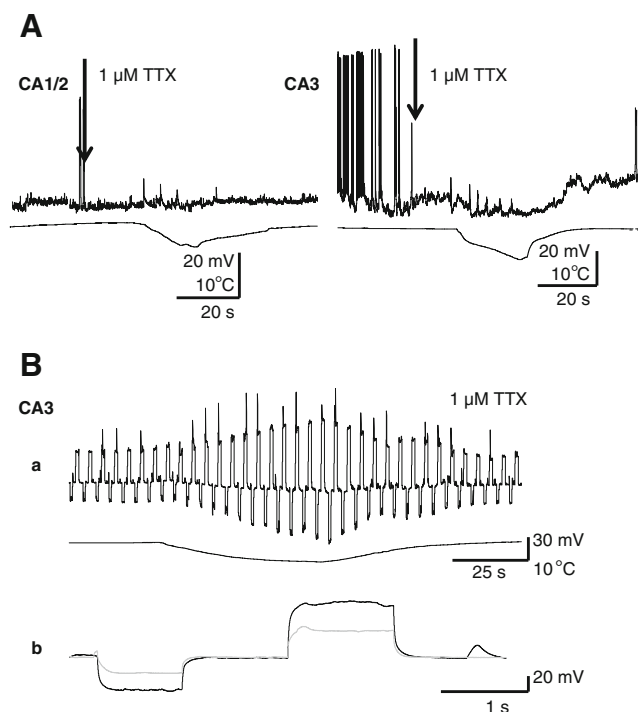 A
CA1/2
1 µM TTX
CA3
1 µM TTX
20 mV
10°C
20 s
20 mV
10°C
20 s
B
CA3
1 µM TTX
a
30 mV
25 s
10 °C
b
20 mV
1 s